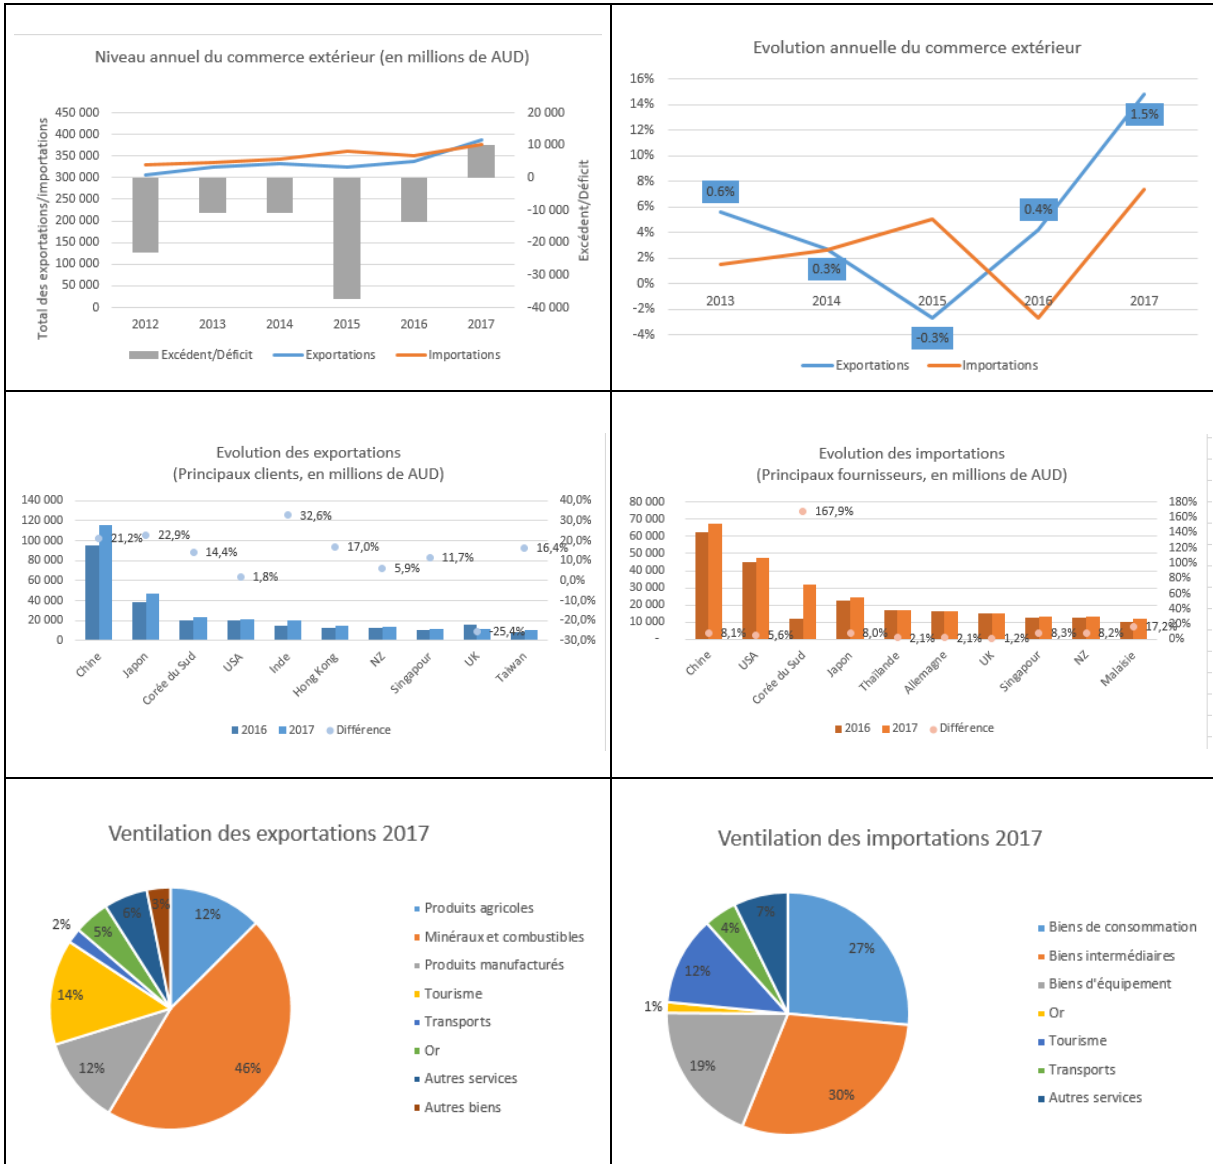 Niveau annuel du commerce extérieur (en millions de AUD)
Total des exportations/importations
450 000
400 000
350 000
300 000
250 000
200 000
150 000
100 000
50 000
0
20 000
10 000
0
-10 000
-20 000
-30 000
-40 000
Excédent/Déficit
2012 2013 2014 2015 2016 2017
Excédent/Déficit Exportations Importations
Evolution annuelle du commerce extérieur
16%
14%
12%
10%
8%
6%
4%
2%
0%
-2%
-4%
0.6%
0.3%
-0.3%
0.4%
1.5%
2013 2014 2015 2016 2017
Exportations Importations
Evolution des exportations
(Principaux clients, en millions de AUD)
140 000
120 000
100 000
80 000
60 000
40 000
20 000
0
40,0%
30,0%
20,0%
10,0%
0,0%
-10,0%
-20,0%
-30,0%
21,2%
22,9%
14,4%
1,8%
32,6%
17,0%
5,9%
11,7%
-25,4%
16,4%
Chine
Japon
Corée du Sud
USA
Inde
Hong Kong
NZ
Singapour
UK
Taiwan
2016 2017 Différence
Evolution des importations
(Principaux fournisseurs, en millions de AUD)
80 000
70 000
60 000
50 000
40 000
30 000
20 000
10 000
-
180%
160%
140%
120%
100%
80%
60%
40%
20%
0%
8,1%
5,6%
167,9%
8,0%
2,1%
2,1%
1,2%
8,3%
8,2%
17,2%
Chine
USA
Corée du Sud
Japon
Thaïlande
Allemagne
UK
Singapour
NZ
Malaisie
2016 2017 Différence
Ventilation des exportations 2017
12%
46%
12%
14%
2%
5%
6%
3%
Produits agricoles
Minéraux et combustibles
Produits manufacturés
Tourisme
Transports
Or
Autres services
Autres biens
Ventilation des importations 2017
27%
30%
19%
1%
12%
4%
7%
Biens de consommation
Biens intermédiaires
Biens d'équipement
Or
Tourisme
Transports
Autres services